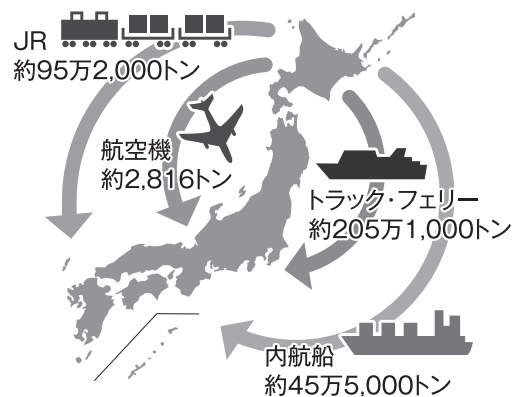 JR
約95万2,000トン
航空機
約2,816トン
トラック・フェリー
約205万1,000トン
内航船
約45万5,000トン